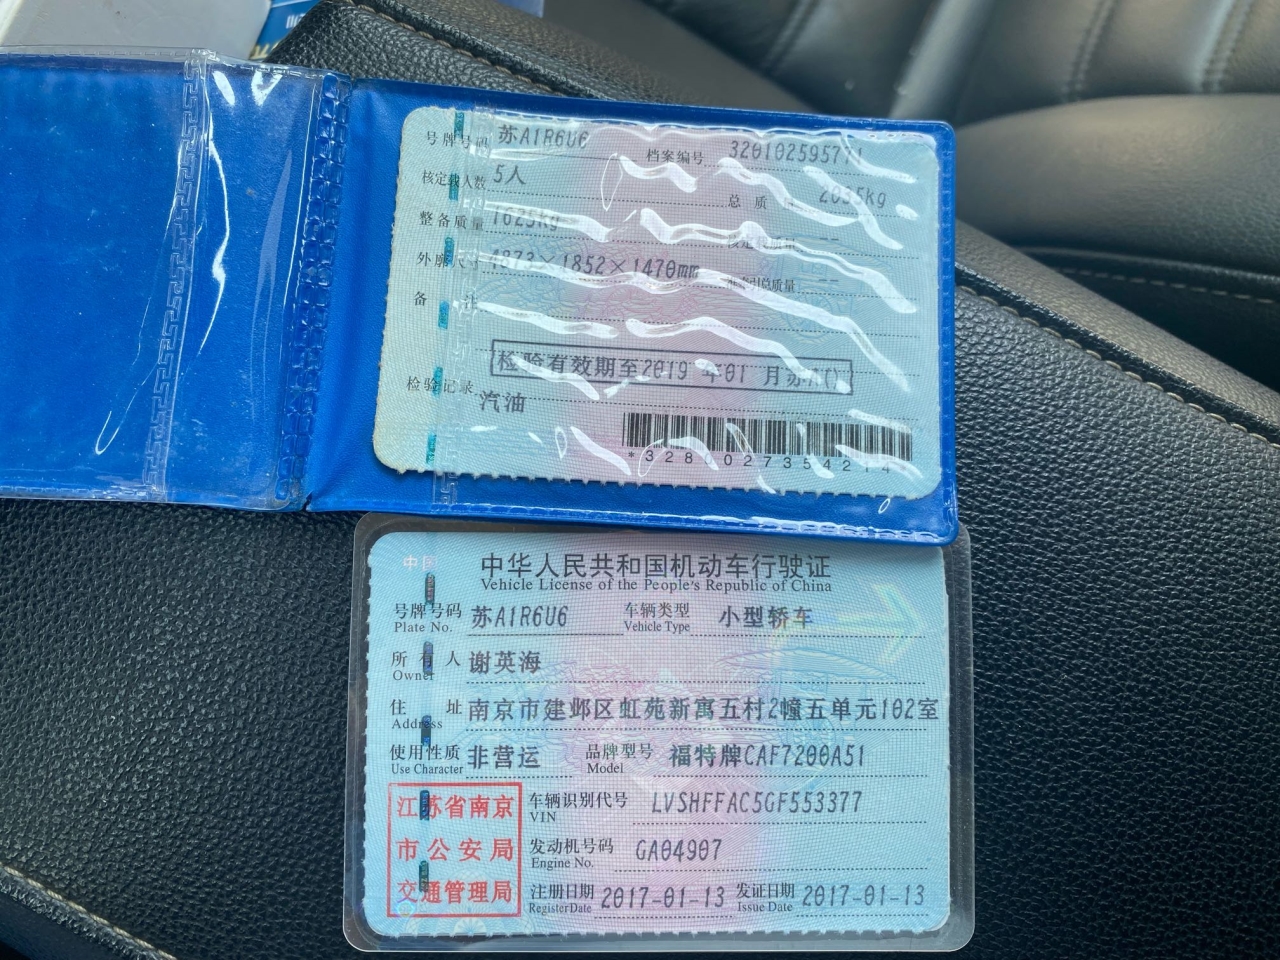 号牌号码 苏A1R6U6 档案编号 320102595771
核定载人数 5人 总质 2035kg
整备质量 1625kg
外廓尺寸 4873×1852×1470mm 总质量 --
备 注
检验有效期至2019 年01 月苏A()
检验记录
汽油
*3280027354214
中国
中华人民共和国机动车行驶证
Vehicle License of the People's Republic of China
号牌号码 苏A1R6U6 车辆类型 小型轿车
Plate No. Vehicle Type
所有人 谢英海
Owner
住 址 南京市建邺区虹苑新寓五村2幢五单元102室
Address
使用性质 非营运 品牌型号 福特牌CAF7200A51
Use Character Model
江苏省南京 车辆识别代号 LVSHFFAC5GF553377
VIN
市公安局 发动机号码 GA04907
Engine No.
交通管理局 注册日期 2017-01-13 发证日期 2017-01-13
Register Date Issue Date